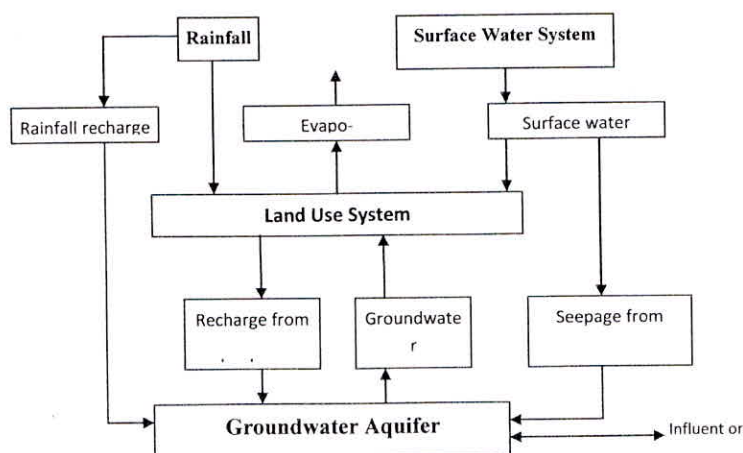 Rainfall
Surface Water System
Rainfall recharge
Evapo-
Surface water
Land Use System
Recharge from
Groundwate
r
Seepage from
Groundwater Aquifer
Influent or